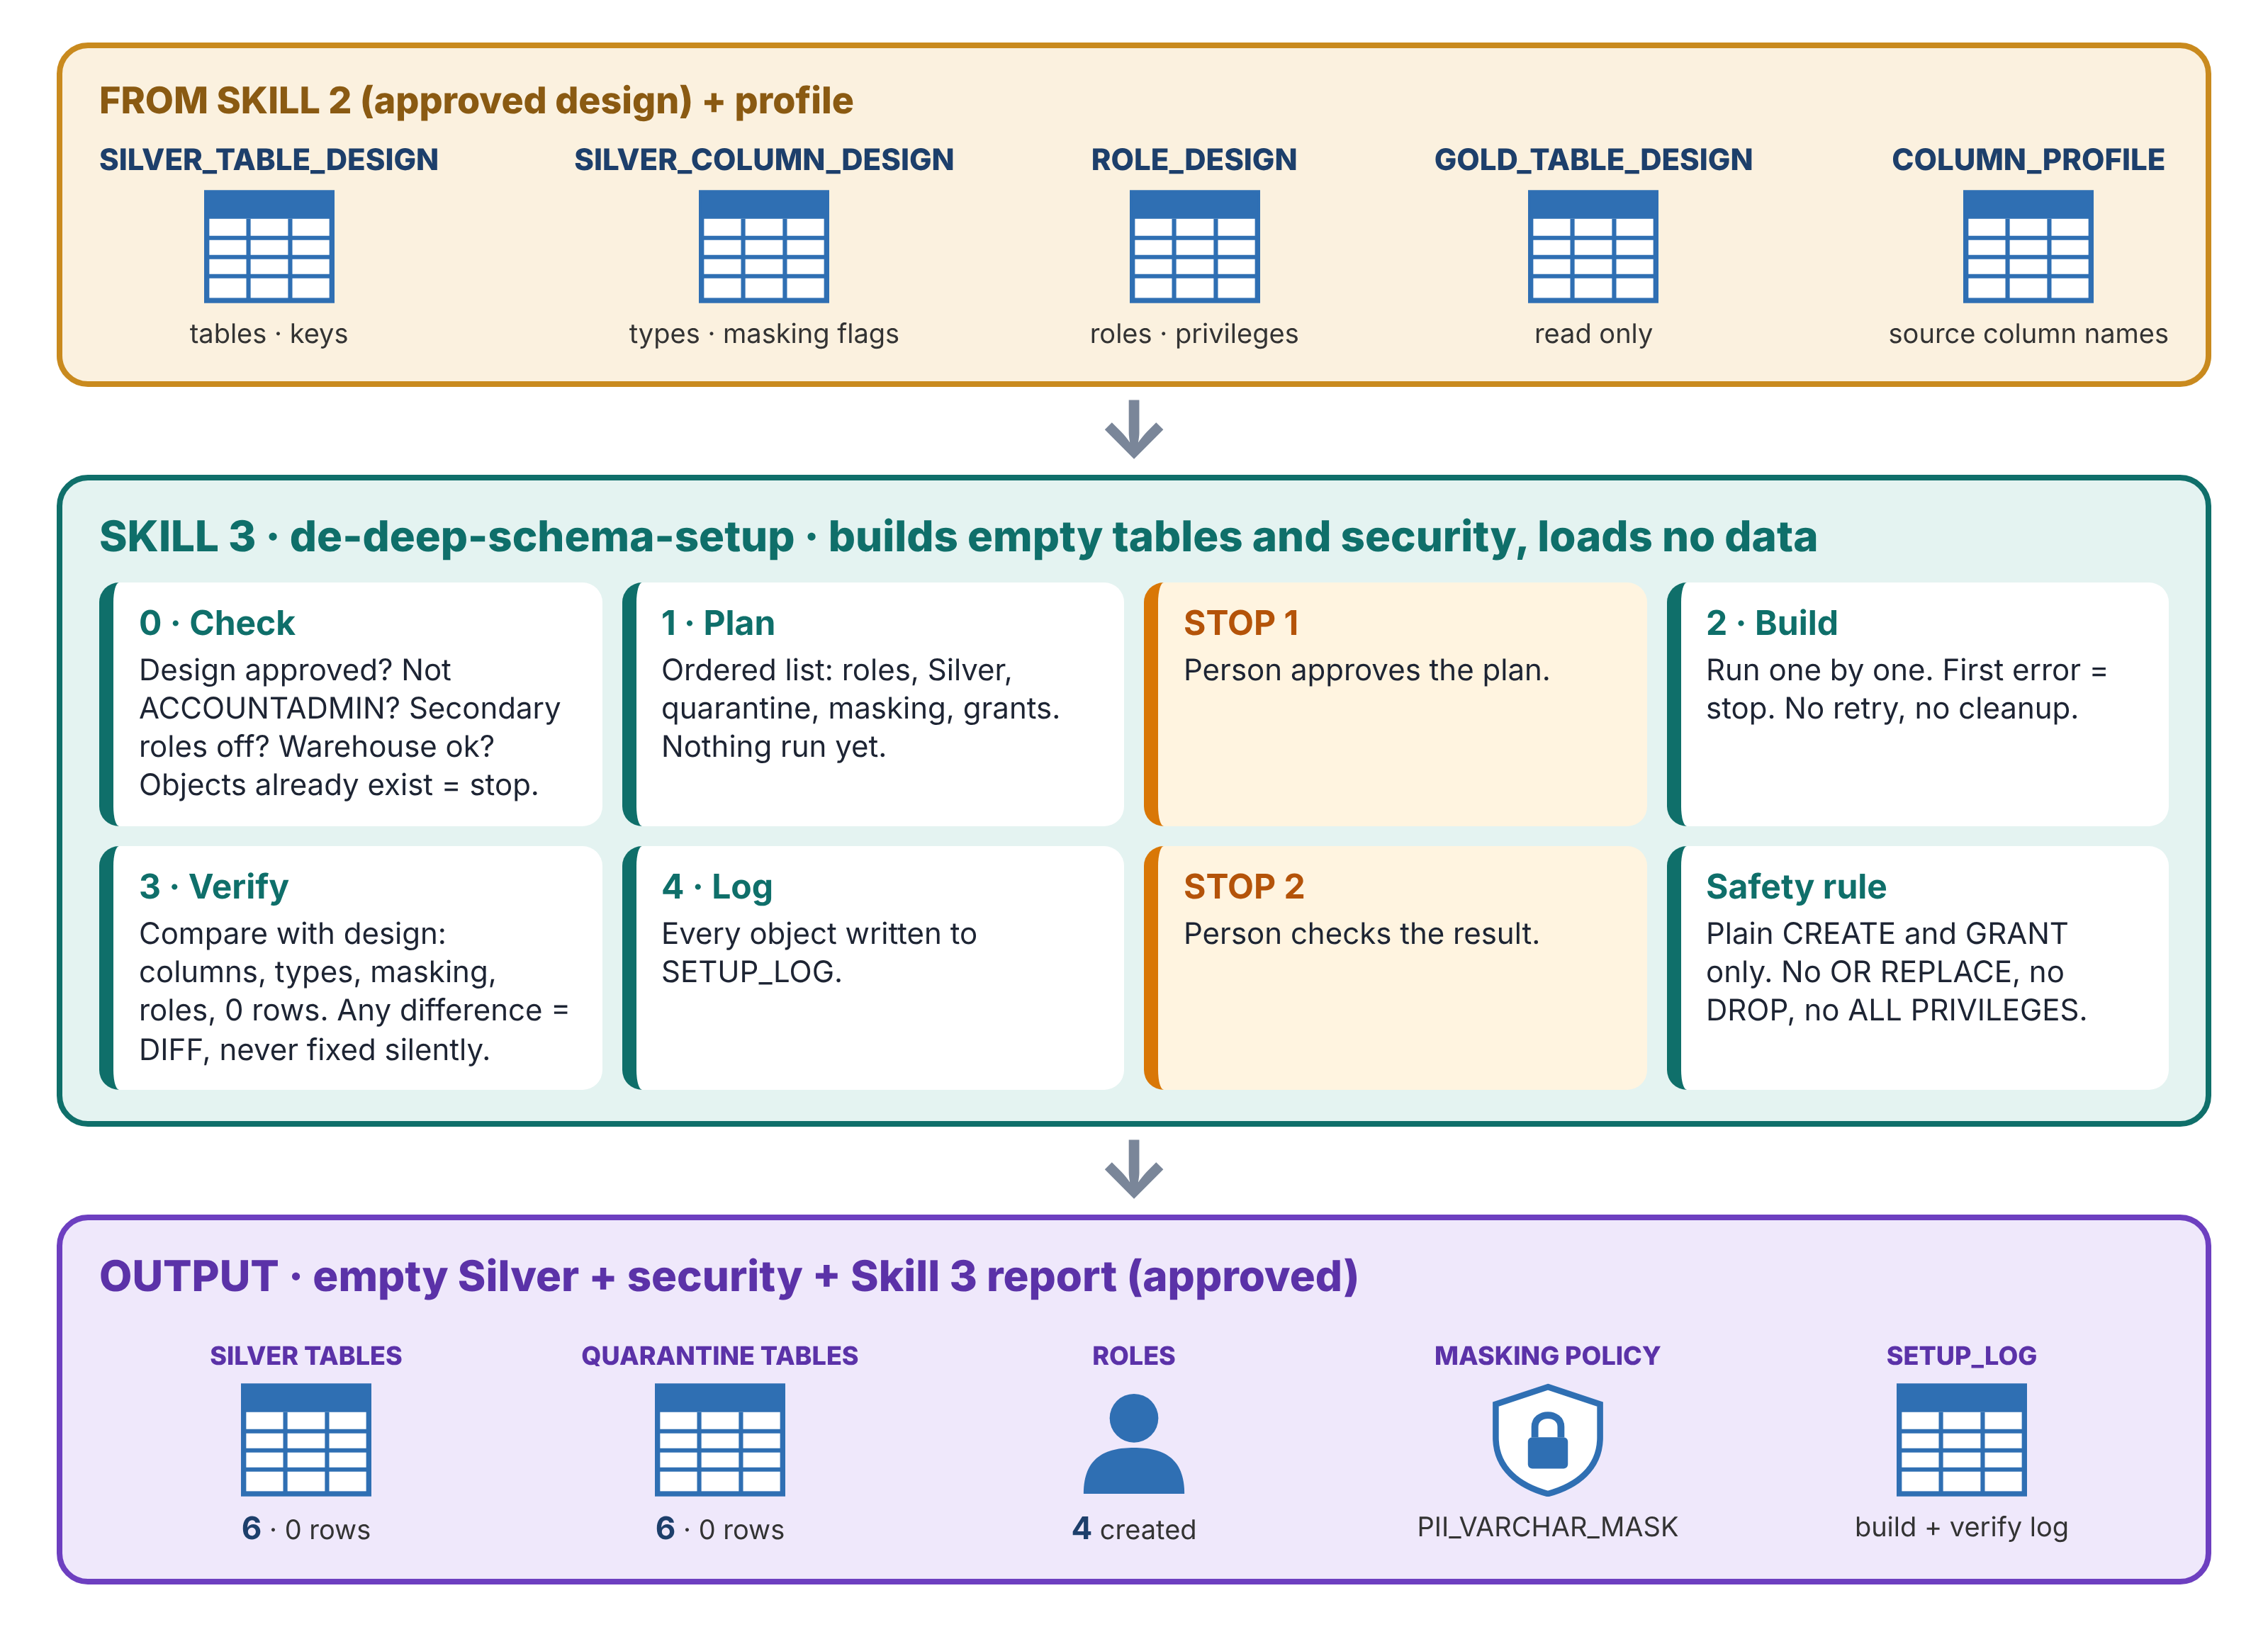 FROM SKILL 2 (approved design) + profile
SILVER_TABLE_DESIGN
SILVER_COLUMN_DESIGN
ROLE_DESIGN
GOLD_TABLE_DESIGN
COLUMN_PROFILE
tables · keys
types · masking flags
roles · privileges
read only
source column names
SKILL 3 · de-deep-schema-setup · builds empty tables and security, loads no data
0 · Check
Design approved? Not
ACCOUNTADMIN? Secondary
roles off? Warehouse ok?
Objects already exist = stop.
1 · Plan
Ordered list: roles, Silver,
quarantine, masking, grants.
Nothing run yet.
STOP 1
Person approves the plan.
2 · Build
Run one by one. First error =
stop. No retry, no cleanup.
3 · Verify
Compare with design:
columns, types, masking,
roles, 0 rows. Any difference =
DIFF, never fixed silently.
4 · Log
Every object written to
SETUP_LOG.
STOP 2
Person checks the result.
Safety rule
Plain CREATE and GRANT
only. No OR REPLACE, no
DROP, no ALL PRIVILEGES.
OUTPUT · empty Silver + security + Skill 3 report (approved)
SILVER TABLES
QUARANTINE TABLES
ROLES
MASKING POLICY
SETUP_LOG
6 · 0 rows
6 · 0 rows
4 created
PII_VARCHAR_MASK
build + verify log